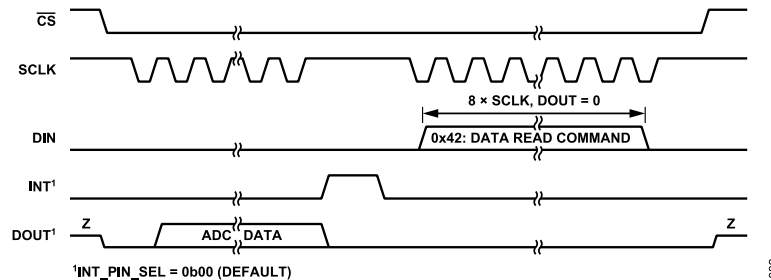 CS
SCLK
8 × SCLK, DOUT = 0
DIN
0x42: DATA READ COMMAND
INT¹
DOUT¹
Z
ADC DATA
Z
¹INT_PIN_SEL = 0b00 (DEFAULT)